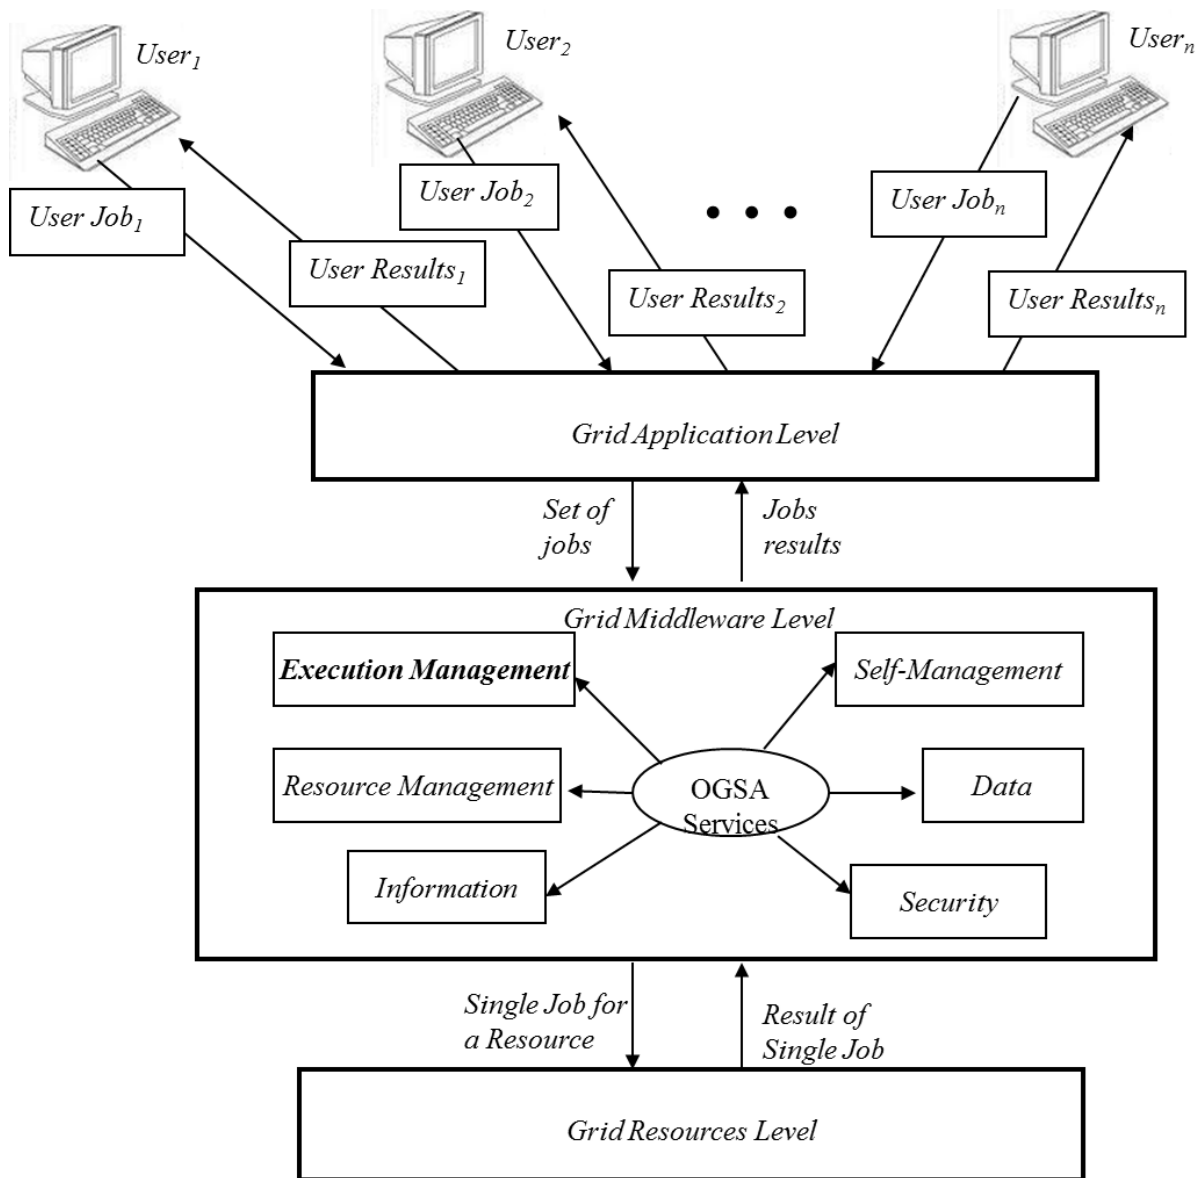 User1
User2
Usern
User Job1
User Job2
User Jobn
User Results1
User Results2
User Resultsn
Grid Application Level
Set of
jobs
Jobs
results
Grid Middleware Level
Execution Management
Self-Management
Resource Management
OGSA
Services
Data
Information
Security
Single Job for
a Resource
Result of
Single Job
Grid Resources Level